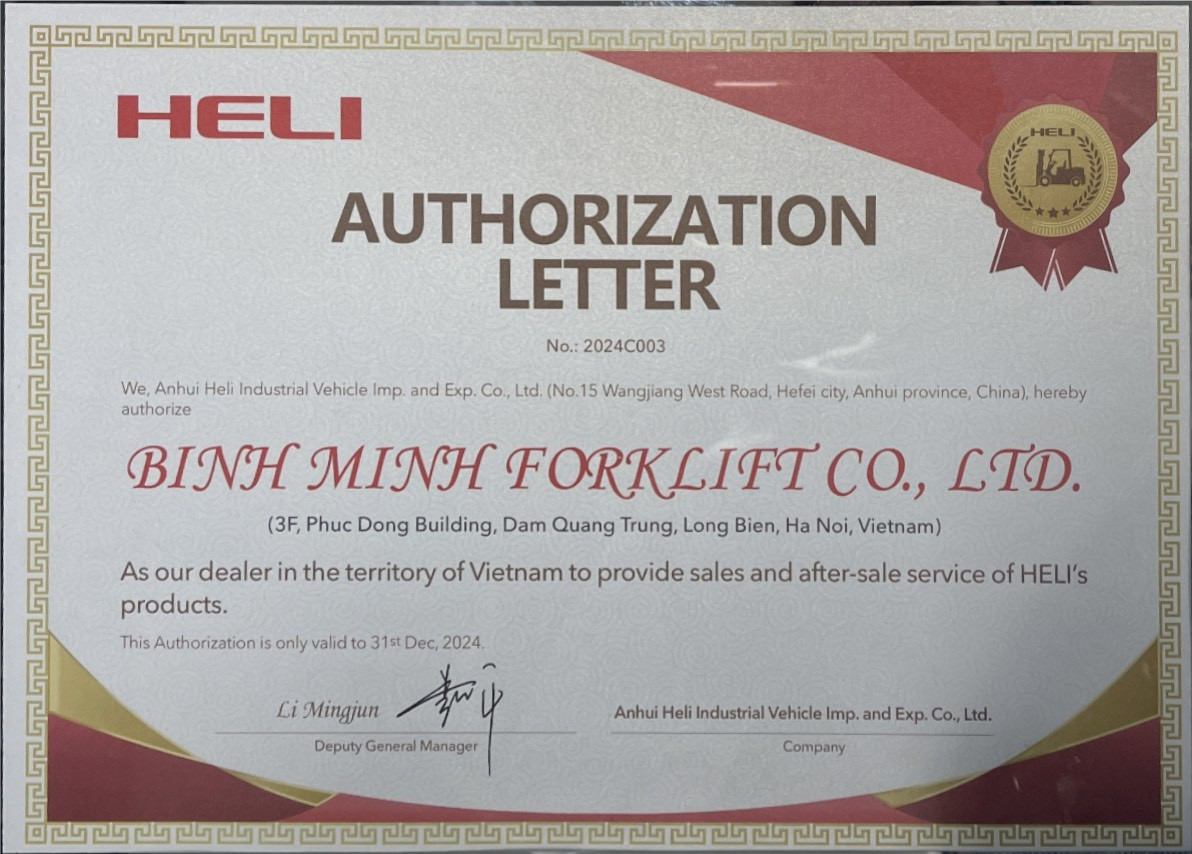 HELI
HELI
AUTHORIZATION
LETTER
No.: 2024C003
We, Anhui Heli Industrial Vehicle Imp. and Exp. Co., Ltd. (No.15 Wangjiang West Road, Hefei city, Anhui province, China), hereby
authorize
BINH MINH FORKLIFT CO., LTD.
(3F, Phuc Dong Building, Dam Quang Trung, Long Bien, Ha Noi, Vietnam)
As our dealer in the territory of Vietnam to provide sales and after-sale service of HELI's
products.
This Authorization is only valid to 31st Dec, 2024.
Li Mingjun
Anhui Heli Industrial Vehicle Imp. and Exp. Co., Ltd.
Deputy General Manager
Company